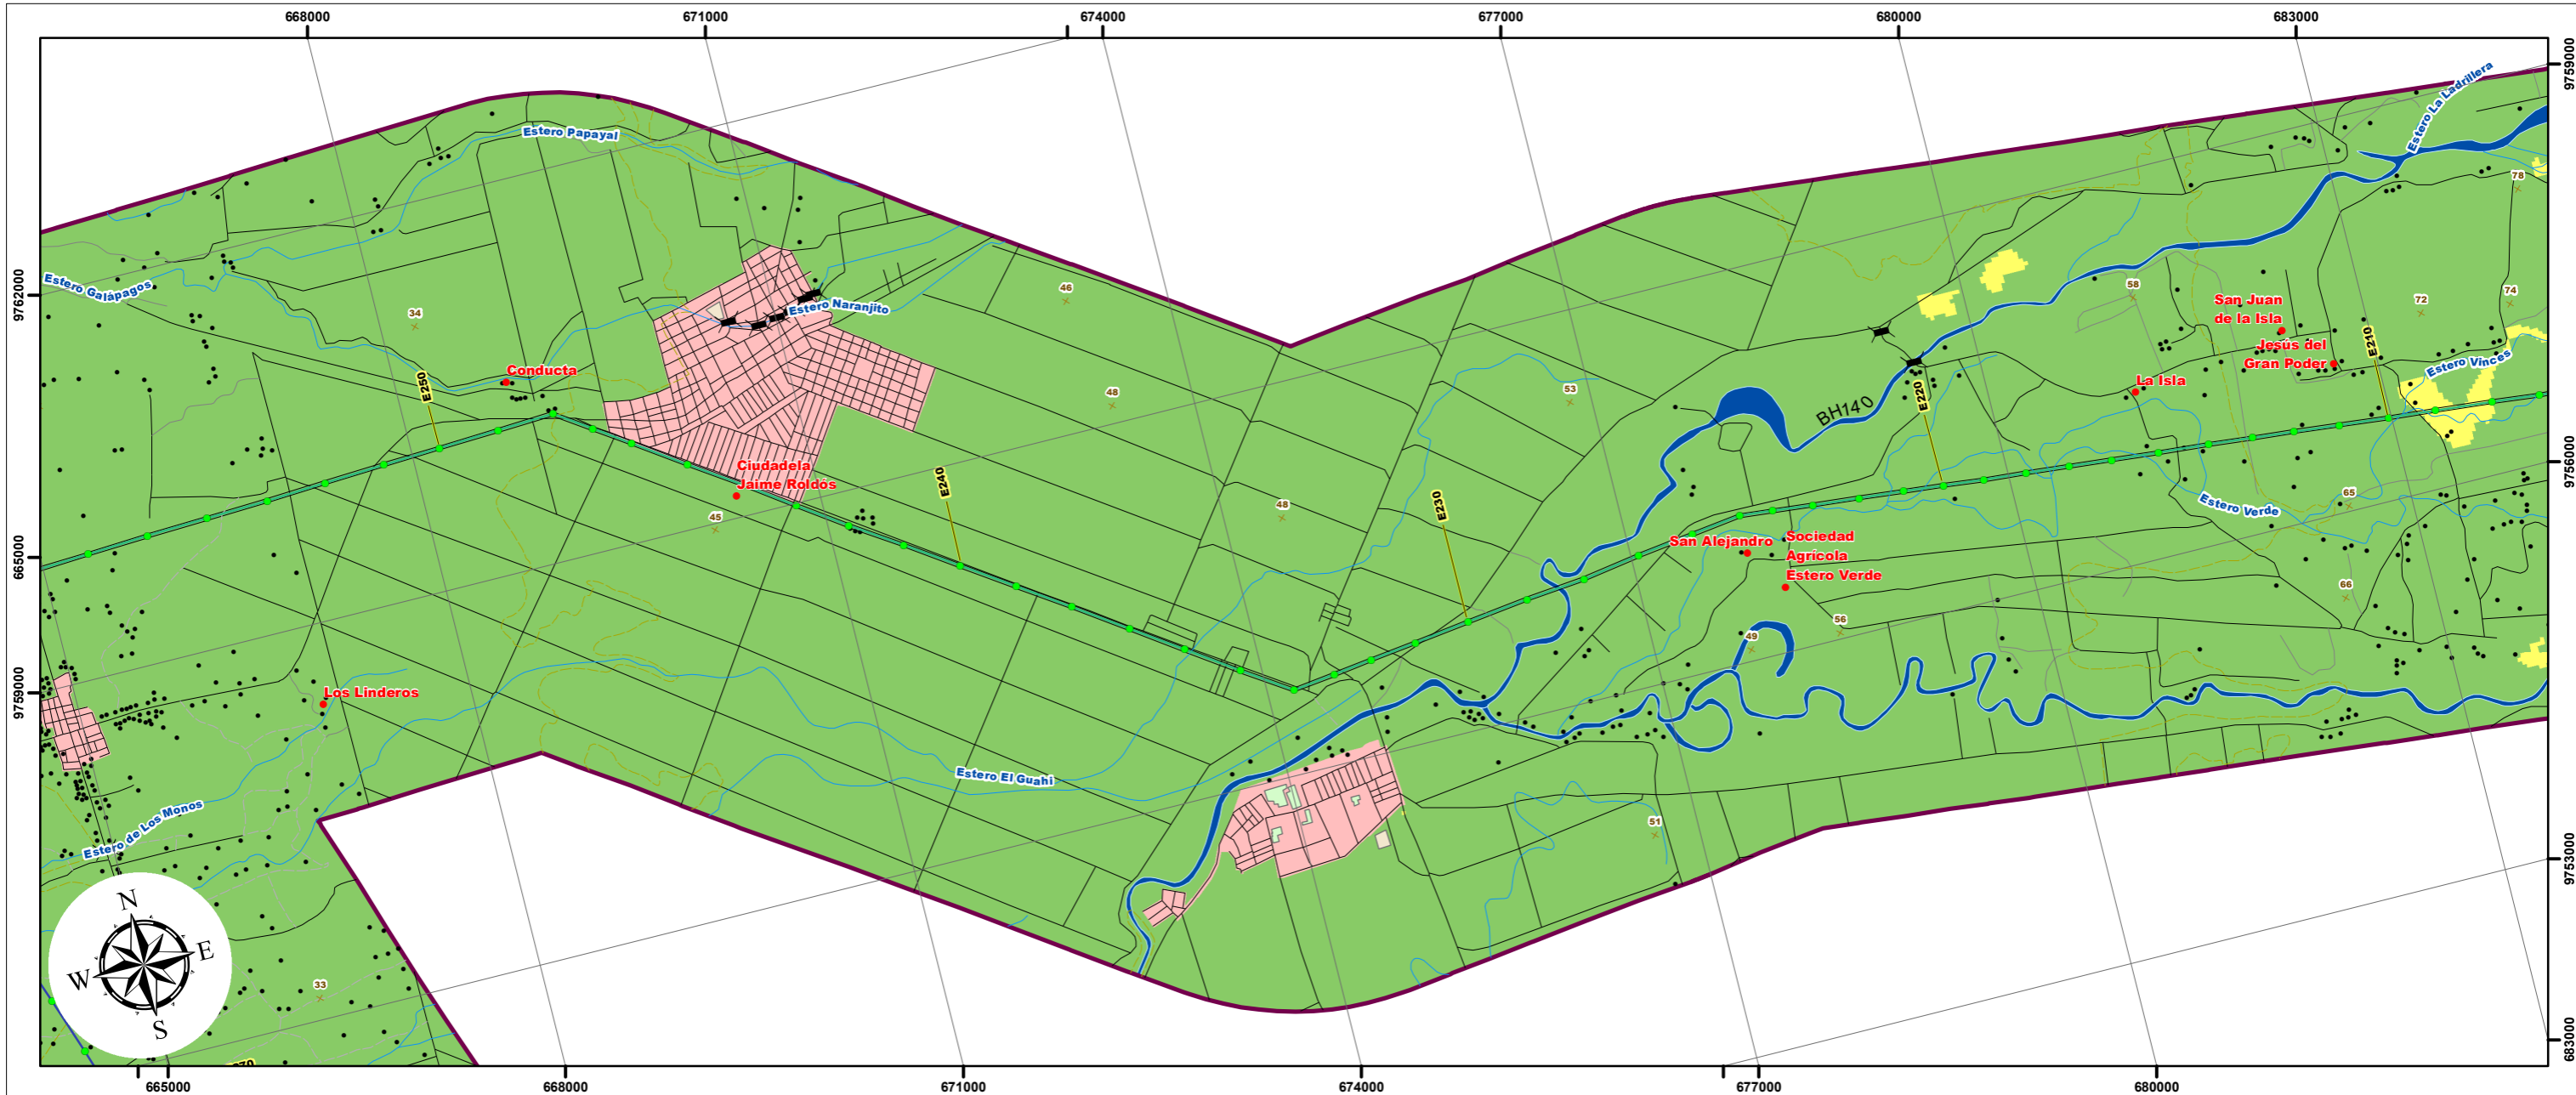 668000
671000
674000
677000
680000
683000
9759000
Estero La Ladrillera
Estero Papayal
78
Estero Galápagos
9762000
34
Estero Naranjito
46
58
San Juan
de la Isla
72
74
E210
Jesús del
Gran Poder
Estero Vinces
E250
Conducta
48
53
BH140
E220
La Isla
Ciudadela
Jaime Roldós
9756000
45
E240
48
E230
65
Estero Verde
San Alejandro
Sociedad
Agrícola
Estero Verde
665000
66
56
49
Los Linderos
9759000
Estero El Guahi
51
Estero de Los Monos
9753000
N
E
W
S
33
683000
665000
668000
671000
674000
677000
680000